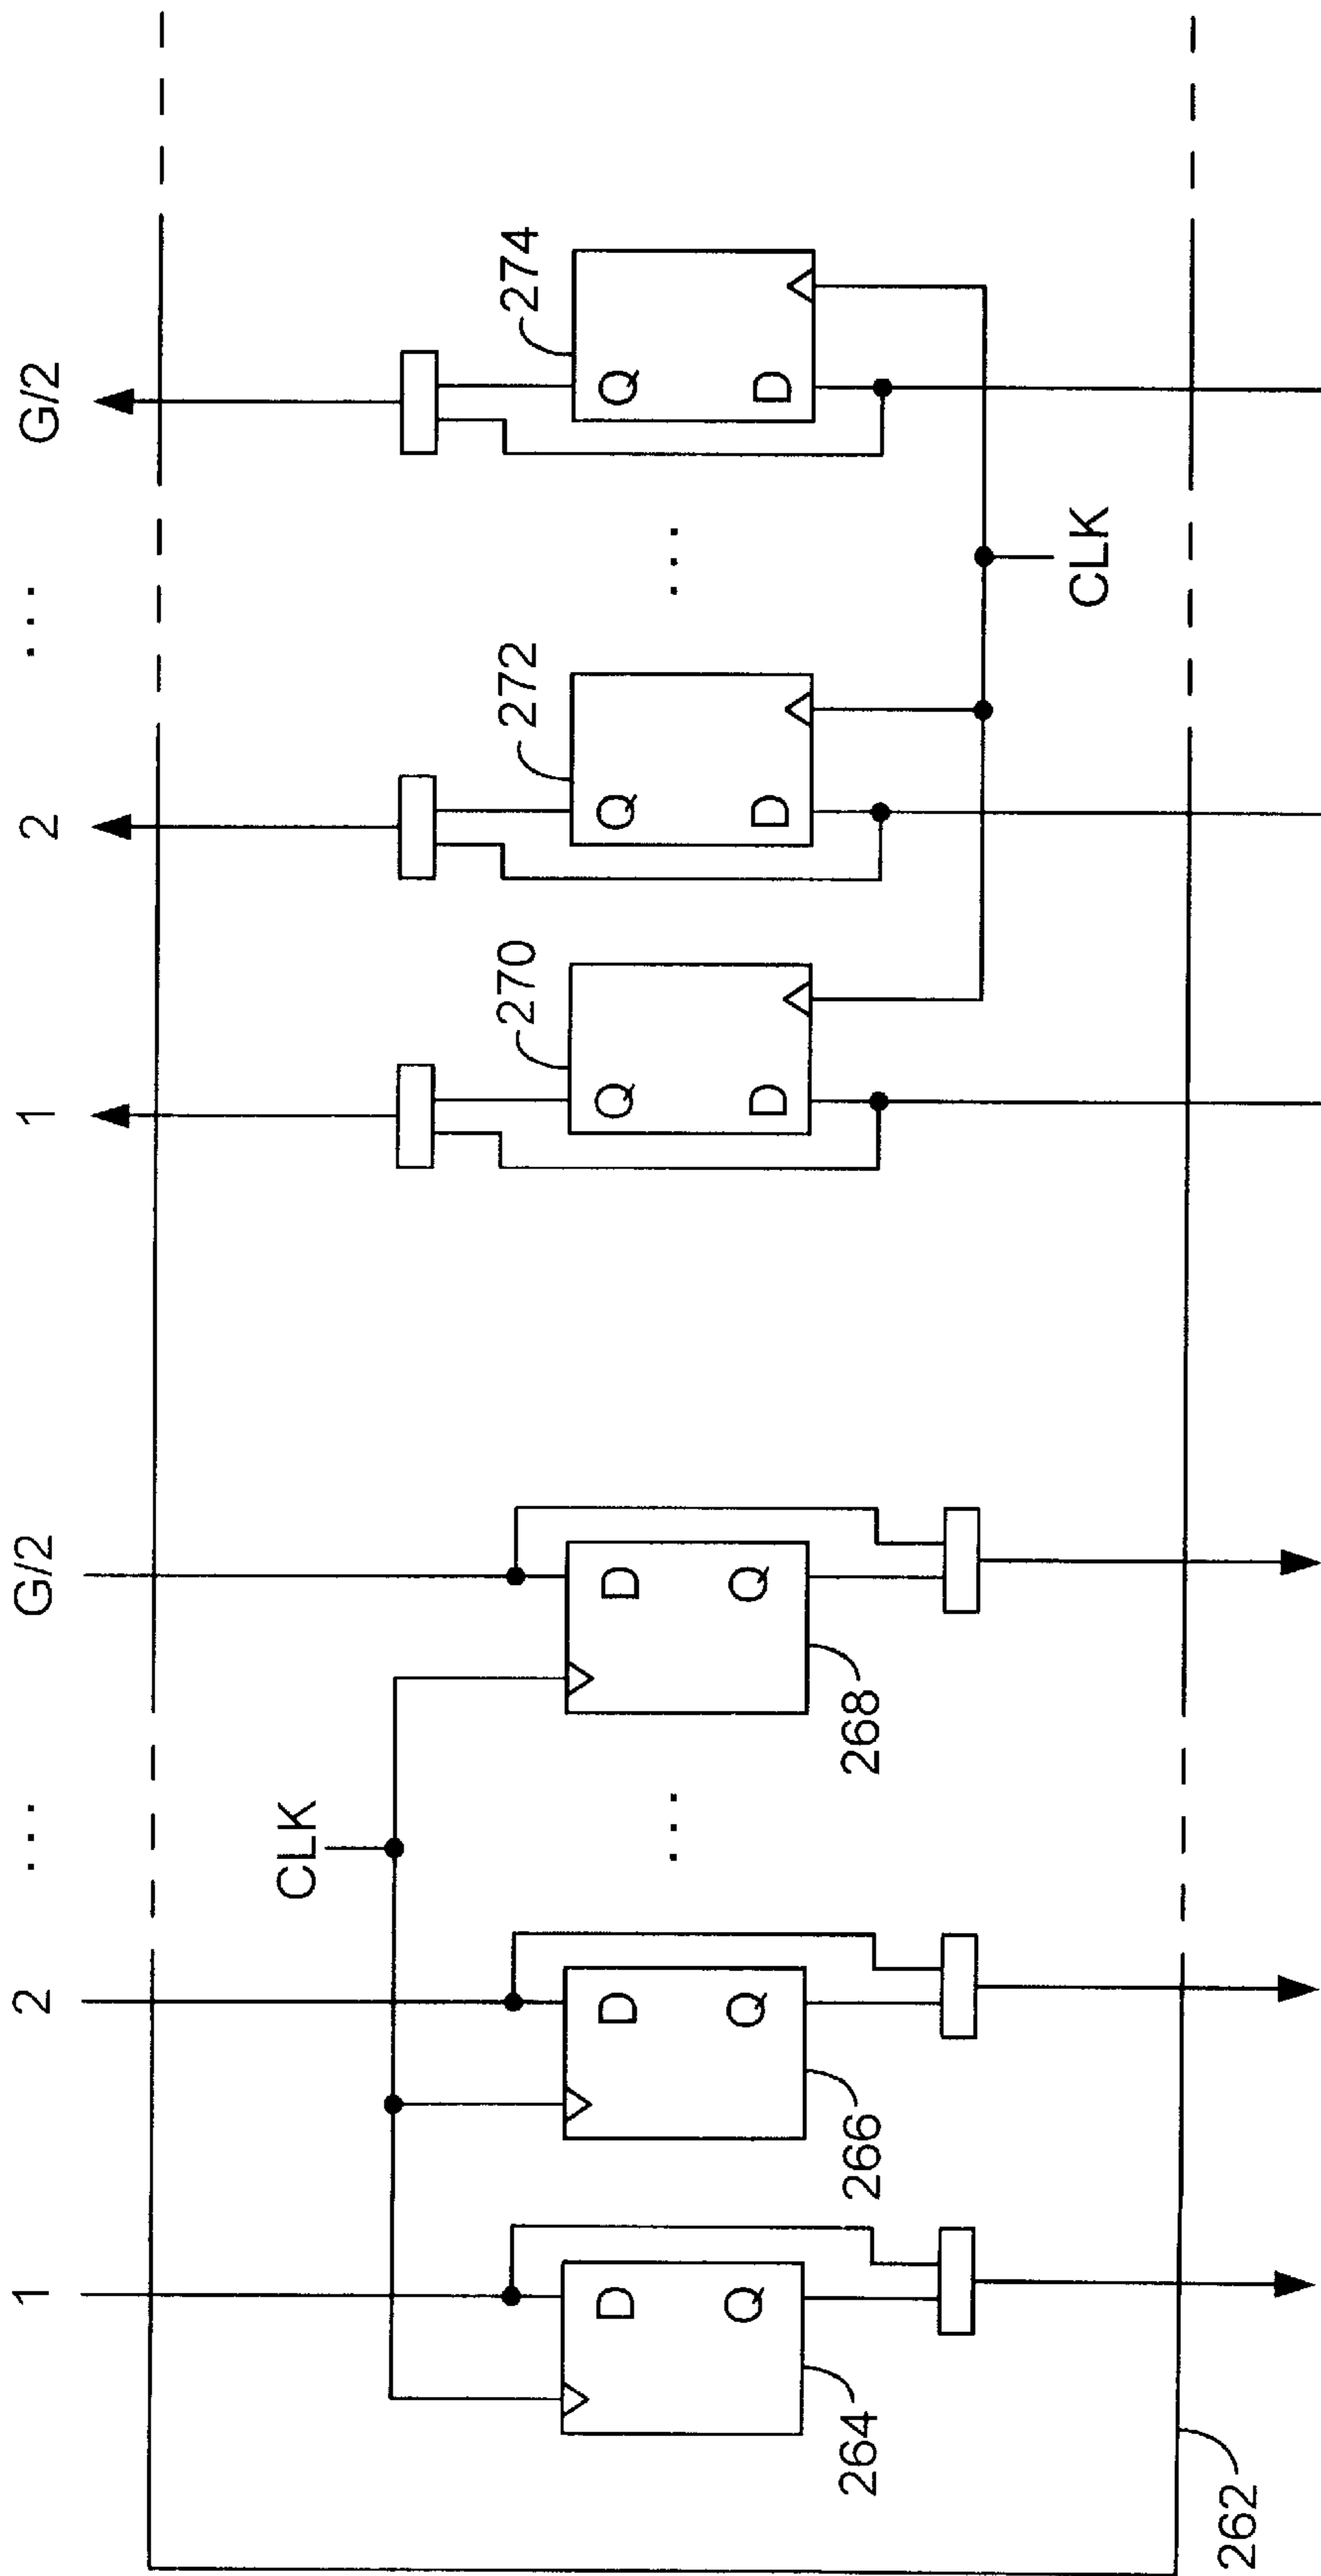 1 2 ... G/2 1 2 ... G/2
CLK
274
272
270
Q Q Q
D D D
D D D
Q Q Q
... ...
264 266 268
CLK
262